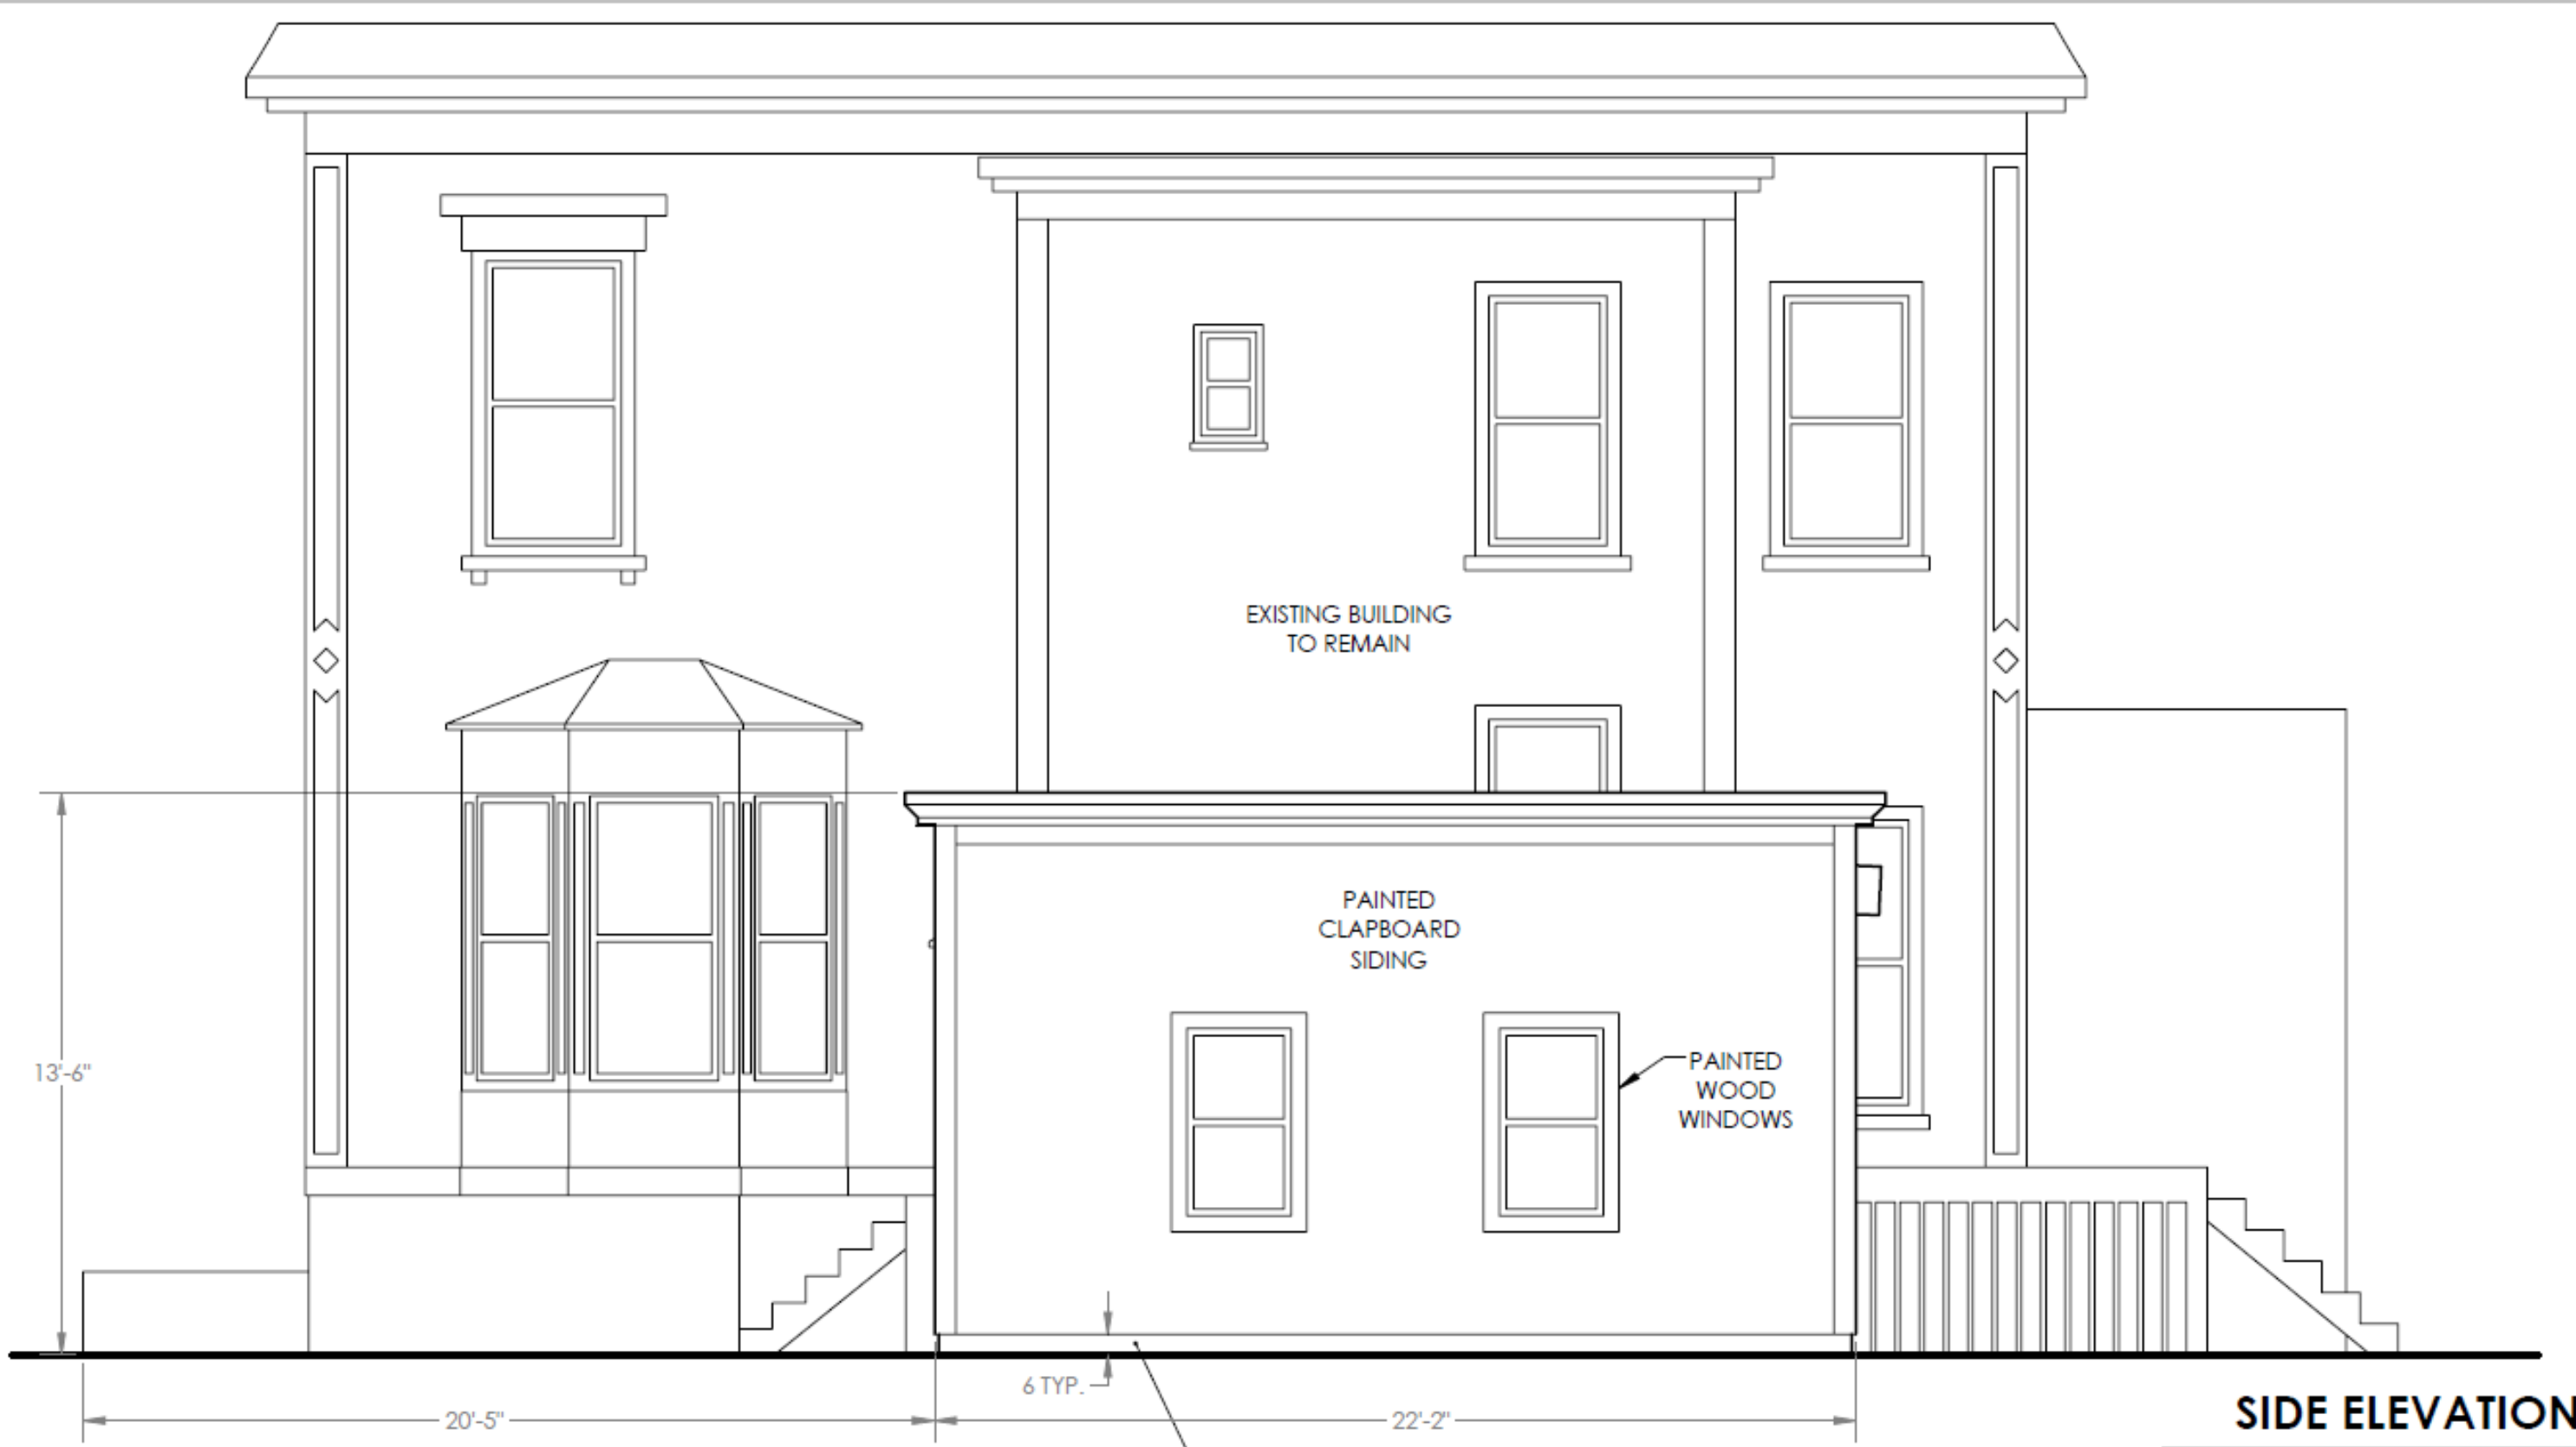 EXISTING BUILDING
TO REMAIN
PAINTED
CLAPBOARD
SIDING
13'-6"
PAINTED
WOOD
WINDOWS
6 TYP.
20'-5"
22'-2"
SIDE ELEVATION